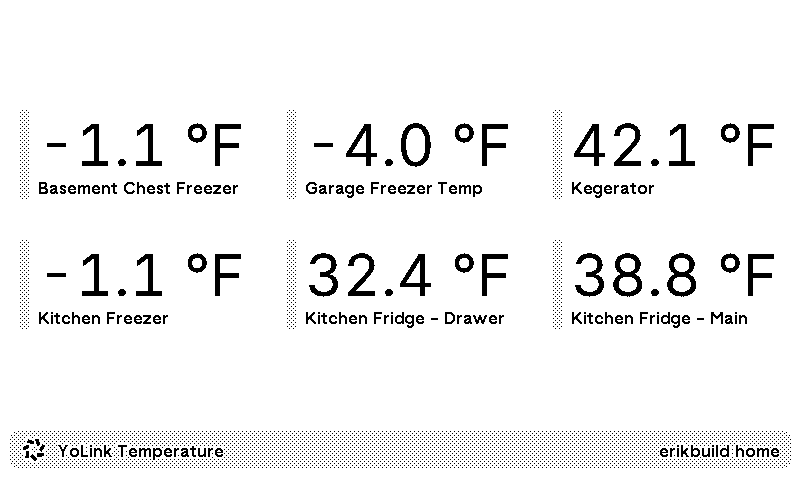 -1.1 °F
Basement Chest Freezer
-4.0 °F
Garage Freezer Temp
42.1 °F
Kegerator
-1.1 °F
Kitchen Freezer
32.4 °F
Kitchen Fridge - Drawer
38.8 °F
Kitchen Fridge - Main
YoLink Temperature
erikbuild home